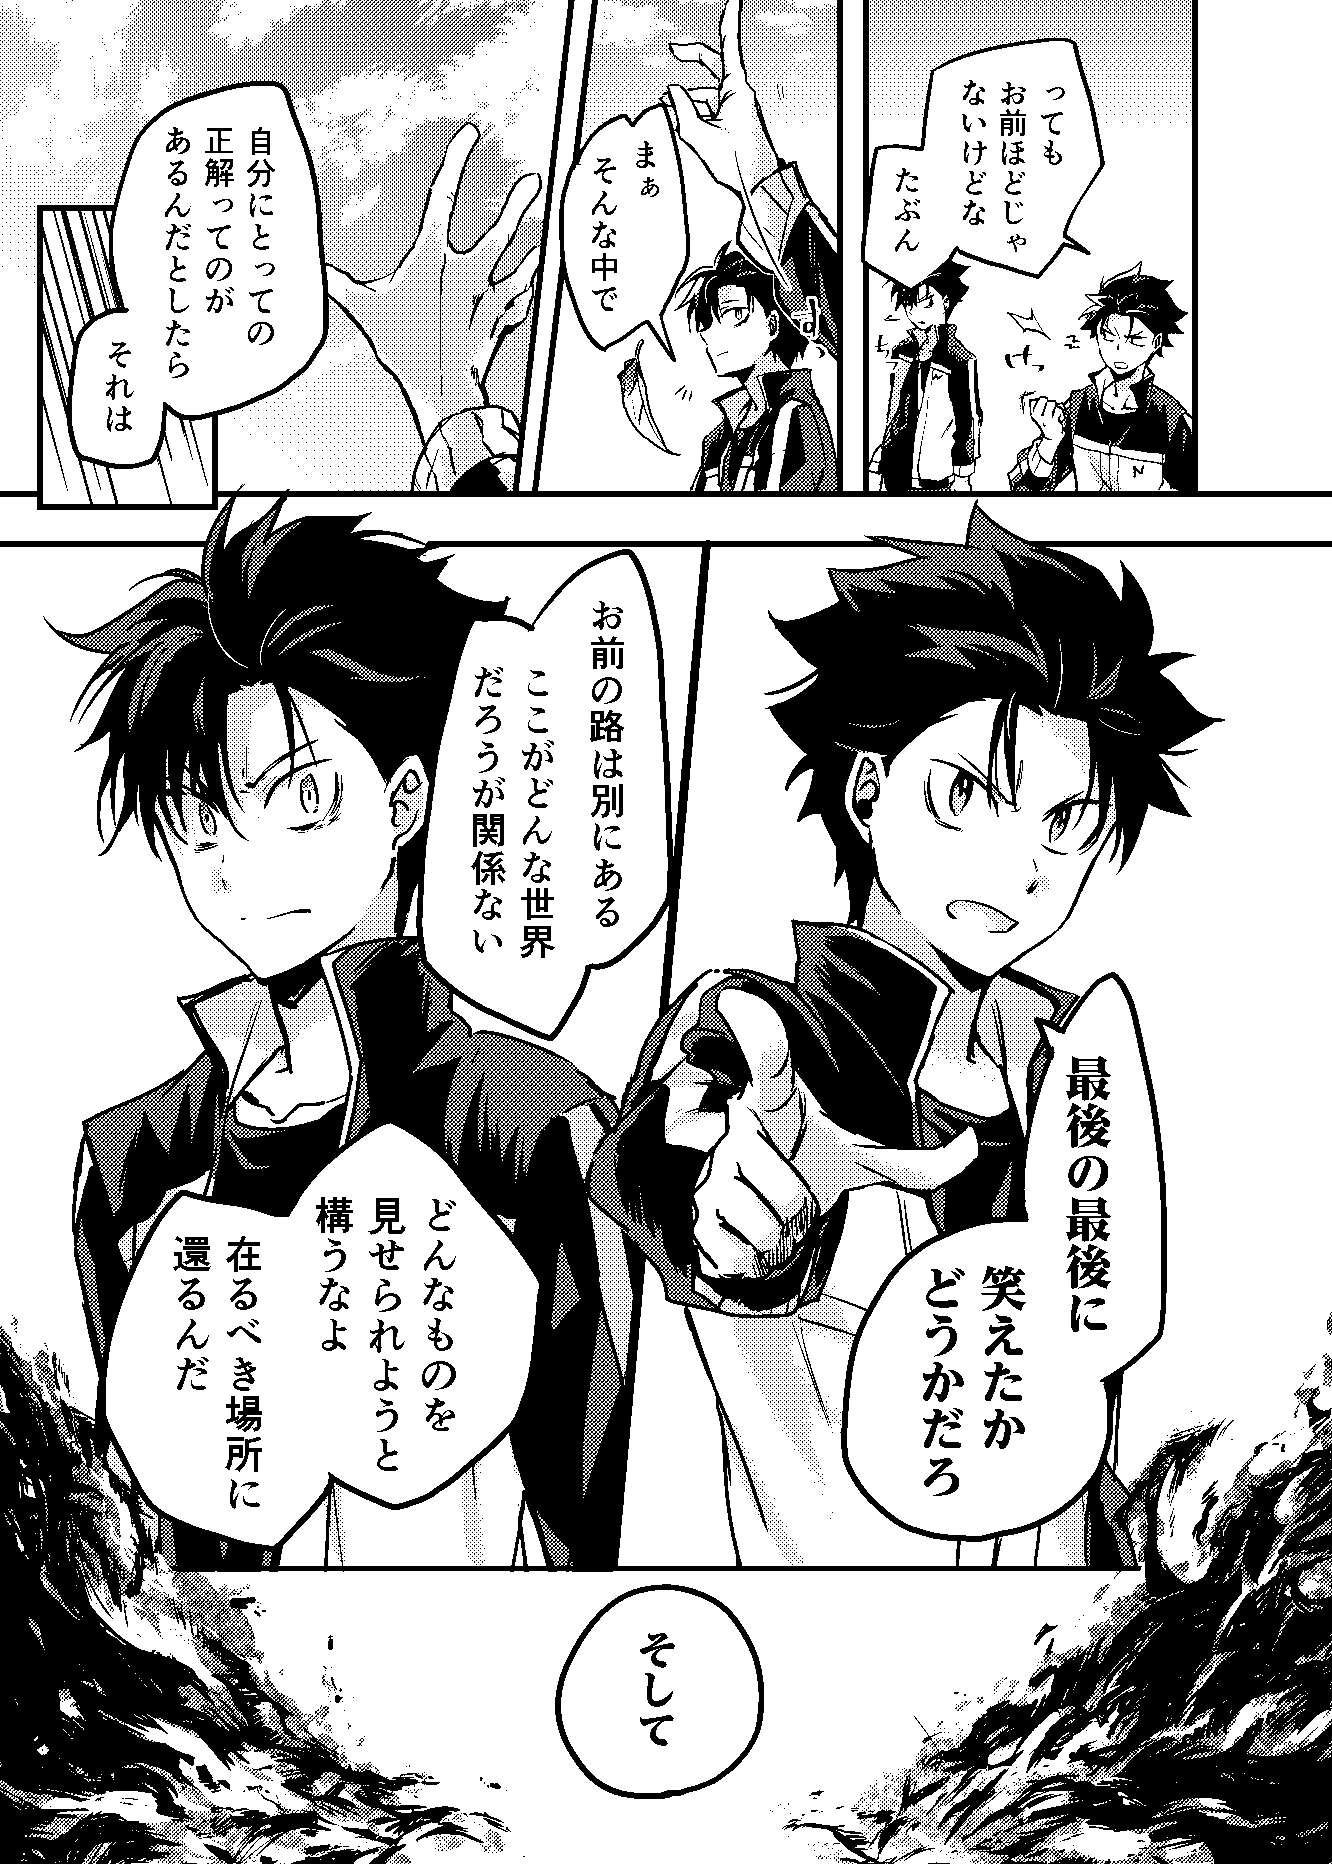 っても
お前ほどじゃ
ないけどな
たぶん
けっ
まぁ
そんな中で
す
自分にとっての
正解ってのが
あるんだとしたら
それは
最後の最後に
笑えたか
どうかだろ
お前の路は別にある
ここがどんな世界
だろうが関係ない
どんなものを
見せられようと
構うなよ
在るべき場所に
還るんだ
そして